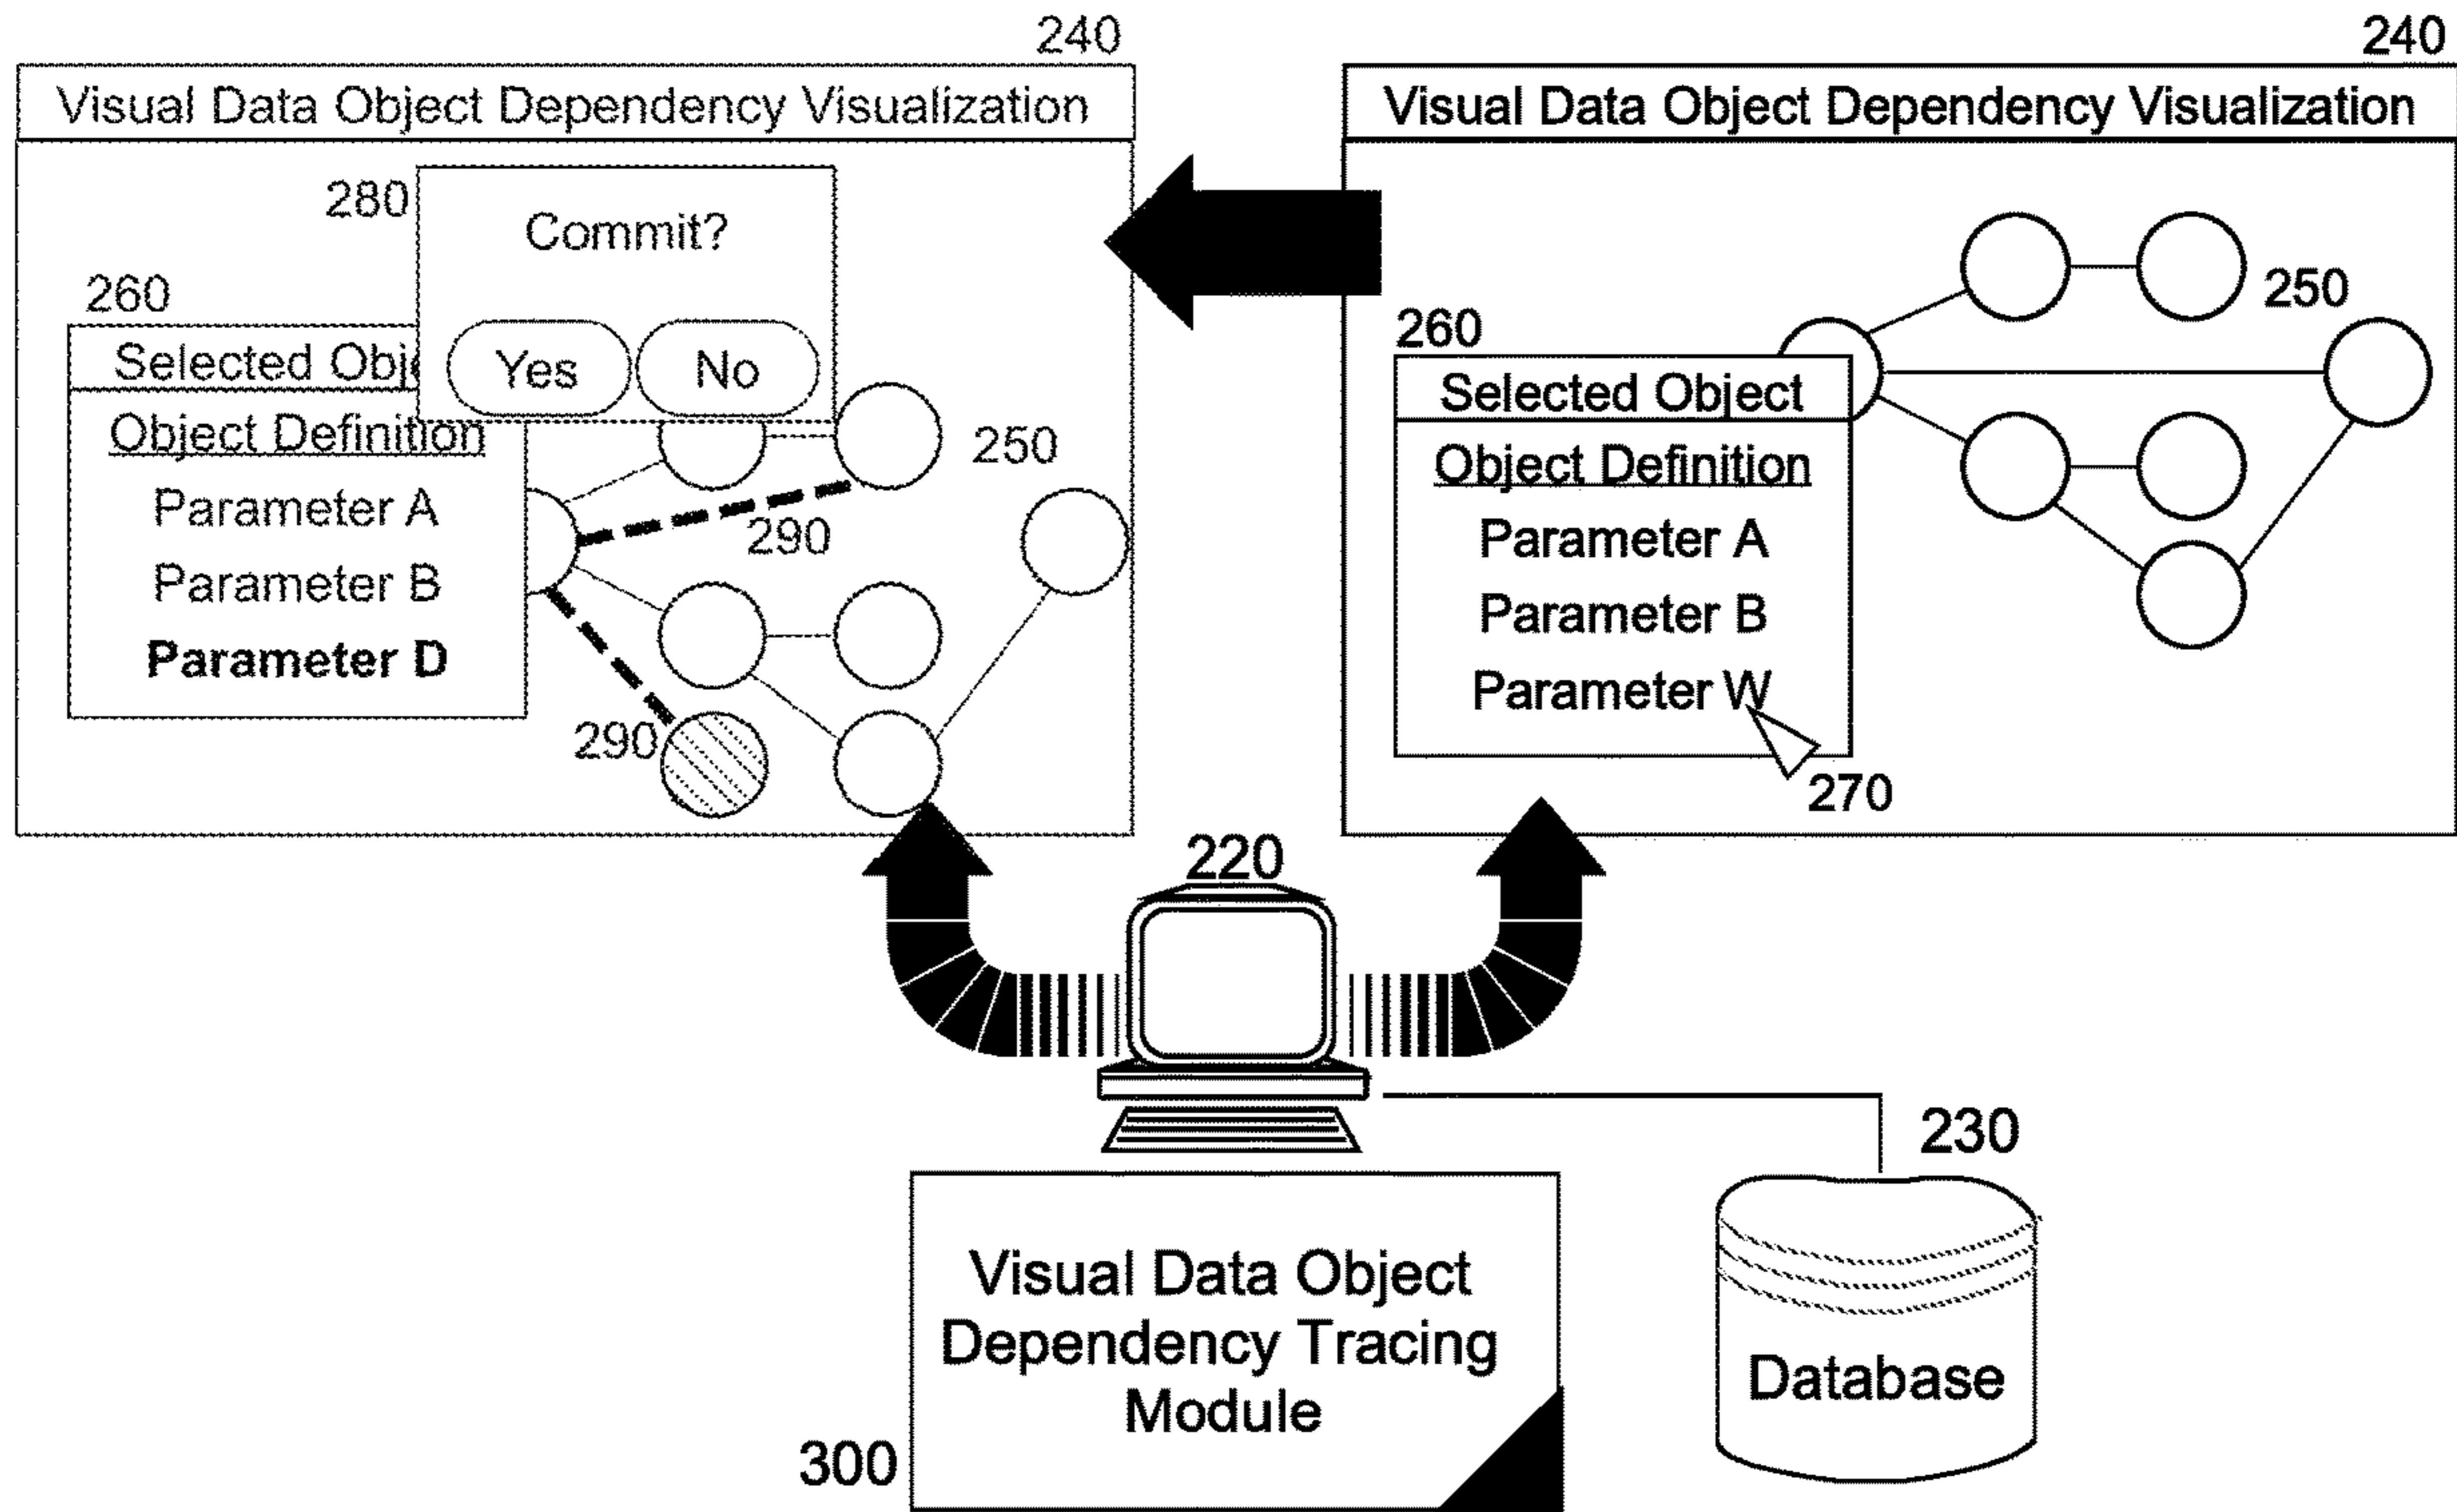 240
Visual Data Object Dependency Visualization
280
Commit?
Yes
No
260
Selected Obje
Object Definition
Parameter A
Parameter B
Parameter D
250
290
290
240
Visual Data Object Dependency Visualization
250
260
Selected Object
Object Definition
Parameter A
Parameter B
Parameter W
270
220
230
Database
Visual Data Object
Dependency Tracing
Module
300